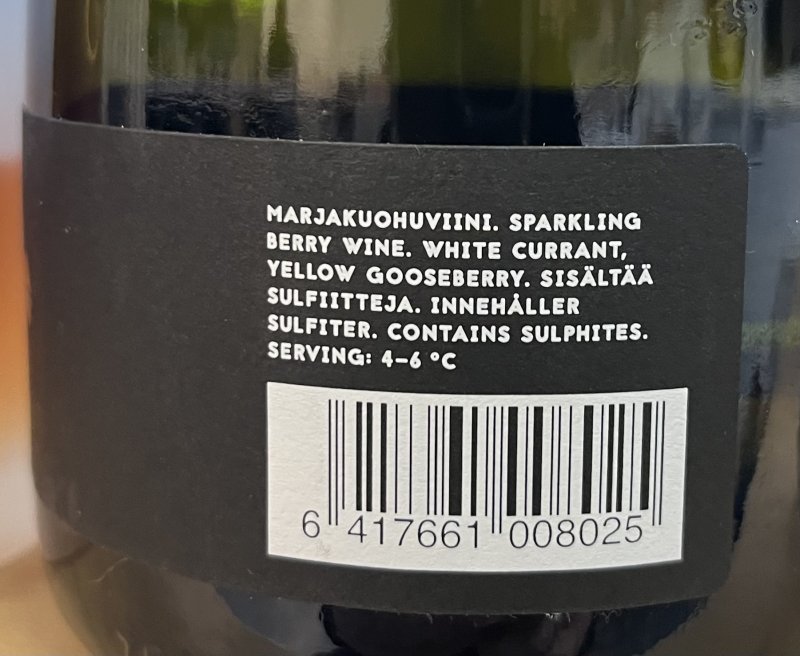 MARJAKUOHUVIINI. SPARKLING
BERRY WINE. WHITE CURRANT,
YELLOW GOOSEBERRY. SISÄLTÄÄ
SULFIITTEJA. INNEHÅLLER
SULFITER. CONTAINS SULPHITES.
SERVING: 4–6 °C
6 417661 008025